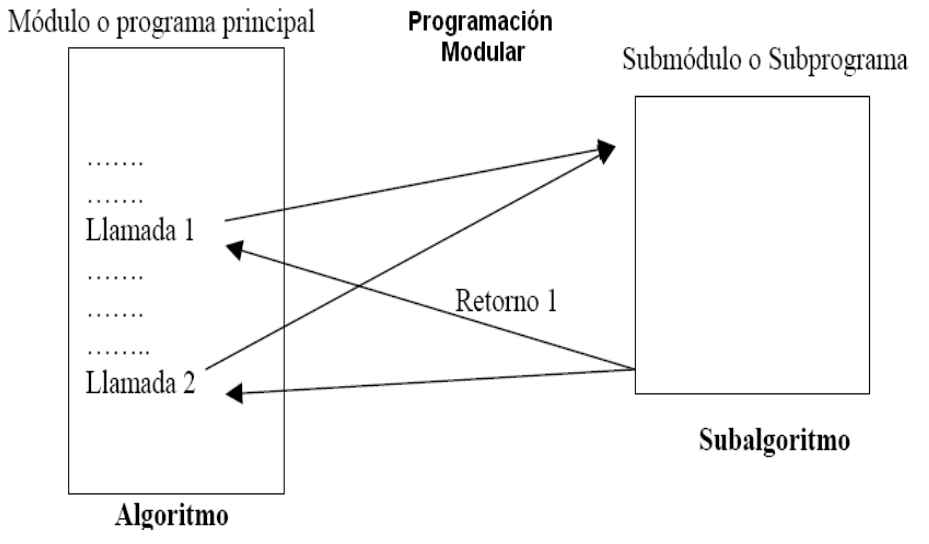 Módulo o programa principal
Programación
Modular
Submódulo o Subprograma
.......
.......
Llamada 1
.......
.......
........
Llamada 2
Retorno 1
Subalgoritmo
Algoritmo